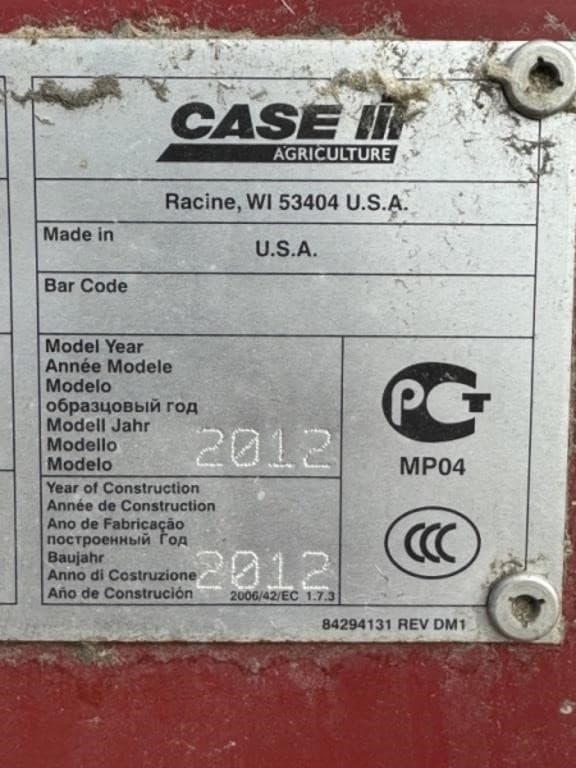 CASE IH
AGRICULTURE
Racine, WI 53404 U.S.A.
Made in
U.S.A.
Bar Code
Model Year
Année Modele
Modelo
образцовый год
Modell Jahr
Modello
Modelo
2012
Year of Construction
Année de Construction
Ano de Fabricação
построенный Год
Baujahr
Anno di Costruzione
Año de Construción
2012
2006/42/EC 1.7.3
РСТ
MP04
CCC
84294131 REV DM1